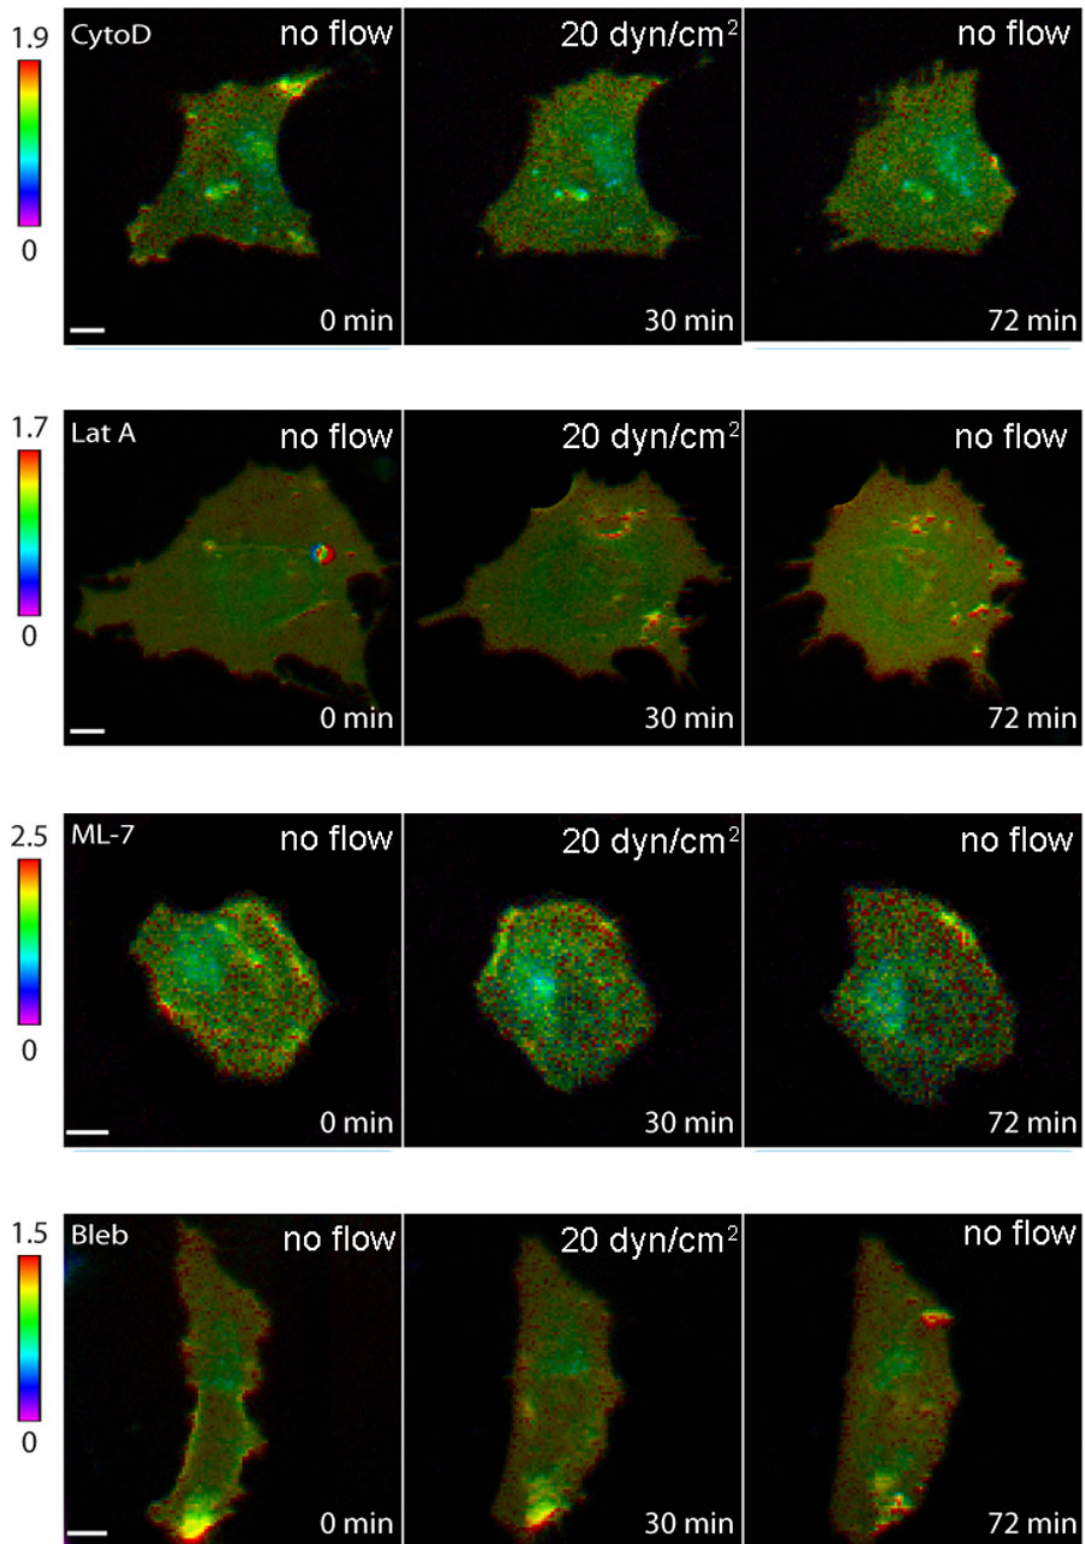 1.9
0
CytoD
no flow
0 min
20 dyn/cm²
30 min
no flow
72 min
1.7
0
Lat A
no flow
0 min
20 dyn/cm²
30 min
no flow
72 min
2.5
0
ML-7
no flow
0 min
20 dyn/cm²
30 min
no flow
72 min
1.5
0
Bleb
no flow
0 min
20 dyn/cm²
30 min
no flow
72 min